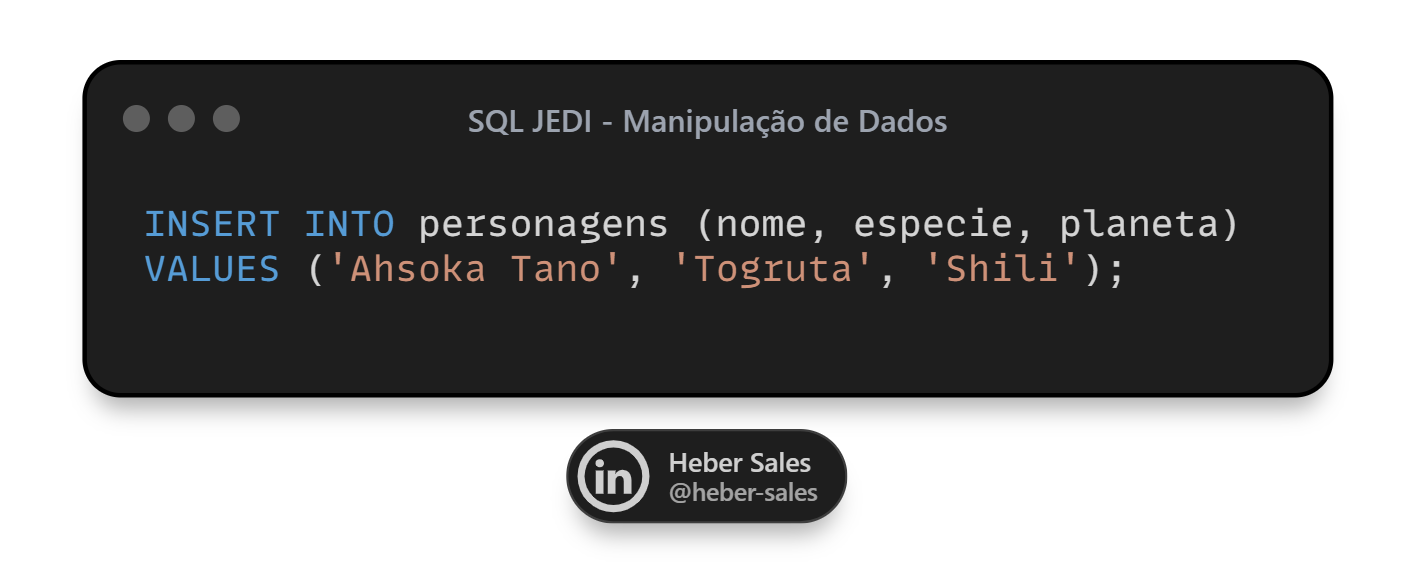 SQL JEDI - Manipulação de Dados
INSERT INTO personagens (nome, especie, planeta)
VALUES ('Ahsoka Tano', 'Togruta', 'Shili');
in
Heber Sales
@heber-sales